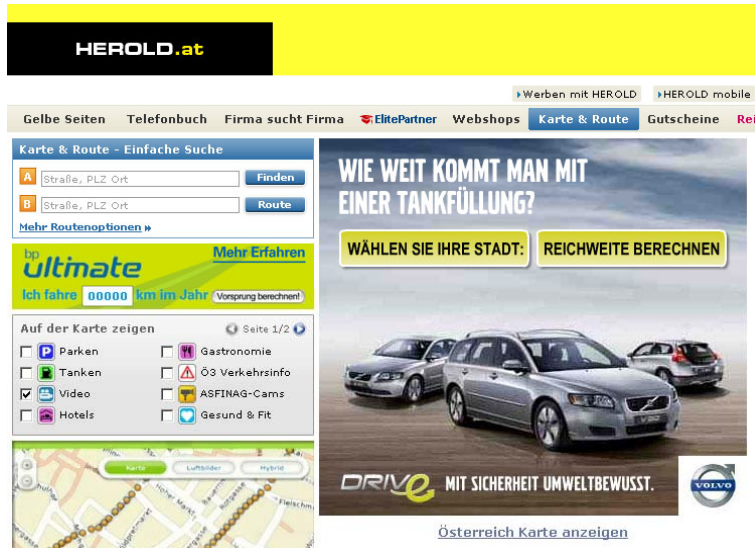 HEROLD.at
Werben mit HEROLD HEROLD mobile
Gelbe Seiten Telefonbuch Firma sucht Firma ElitePartner Webshops Karte & Route Gutscheine Rei
Karte & Route - Einfache Suche
A Straße, PLZ Ort Finden
B Straße, PLZ Ort Route
Mehr Routenoptionen
bp ultimate Mehr Erfahren
Ich fahre 00000 km im Jahr Vorsprung berechnen!
Auf der Karte zeigen Seite 1/2
P Parken Gastronomie
Tanken Ö3 Verkehrsinfo
Video ASFINAG-Cams
Hotels Gesund & Fit
Karte Luftbilder Hybrid
Hoher Markt
Fleischm
WIE WEIT KOMMT MAN MIT
EINER TANKFÜLLUNG?
WÄHLEN SIE IHRE STADT: REICHWEITE BERECHNEN
DRIVe MIT SICHERHEIT UMWELTBEWUSST.
VOLVO
Österreich Karte anzeigen